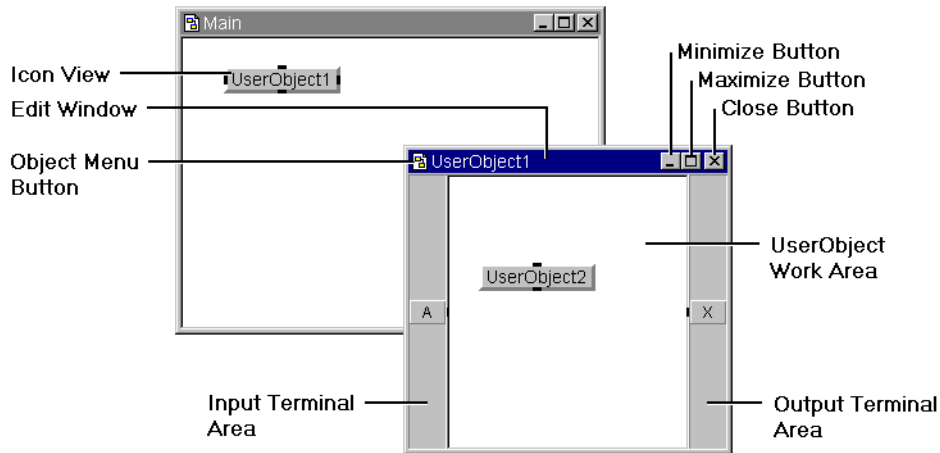 Main
Icon View
UserObject1
Edit Window
Object Menu
Button
Minimize Button
Maximize Button
Close Button
UserObject1
UserObject2
UserObject
Work Area
A
X
Input Terminal
Area
Output Terminal
Area